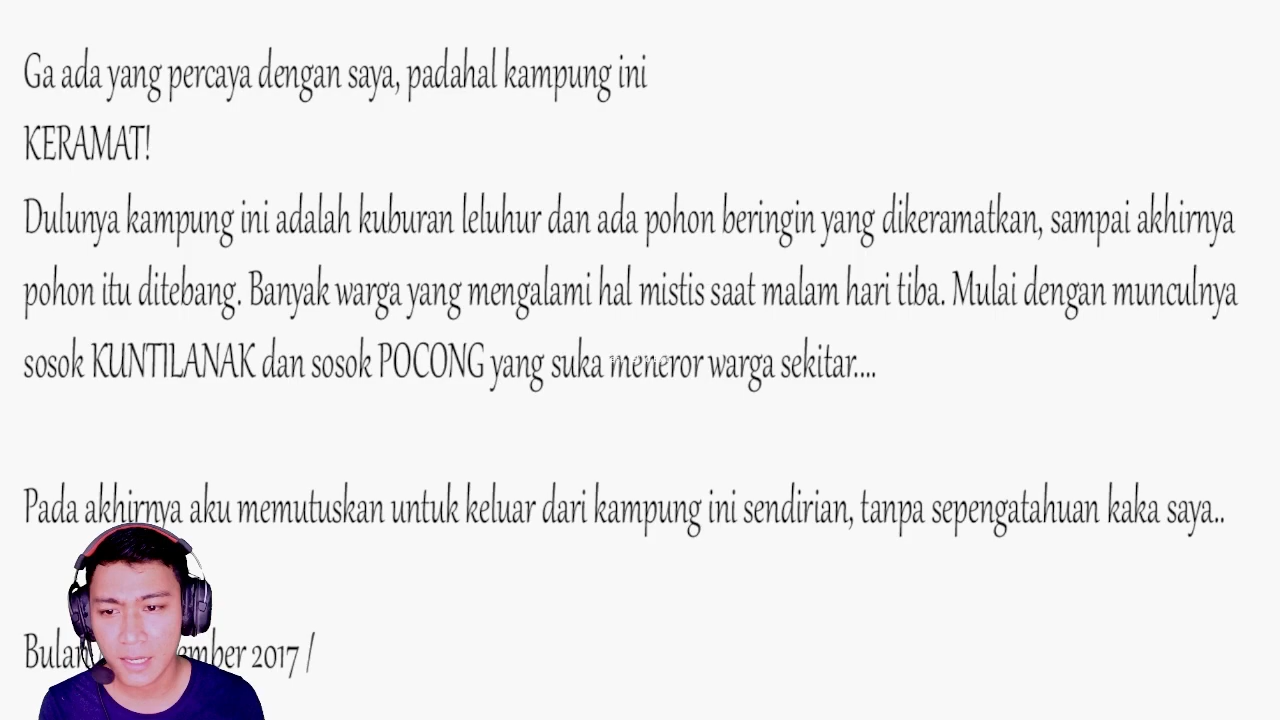 Ga ada yang percaya dengan saya, padahal kampung ini
KERAMAT!
Dulunya kampung ini adalah kuburan leluhur dan ada pohon beringin yang dikeramatkan, sampai akhirnya
pohon itu ditebang. Banyak warga yang mengalami hal mistis saat malam hari tiba. Mulai dengan munculnya
sosok KUNTILANAK dan sosok POCONG yang suka meneror warga sekitar....
Pada akhirnya aku memutuskan untuk keluar dari kampung ini sendirian, tanpa sepengatahuan kaka saya..
Bulan 2017 /